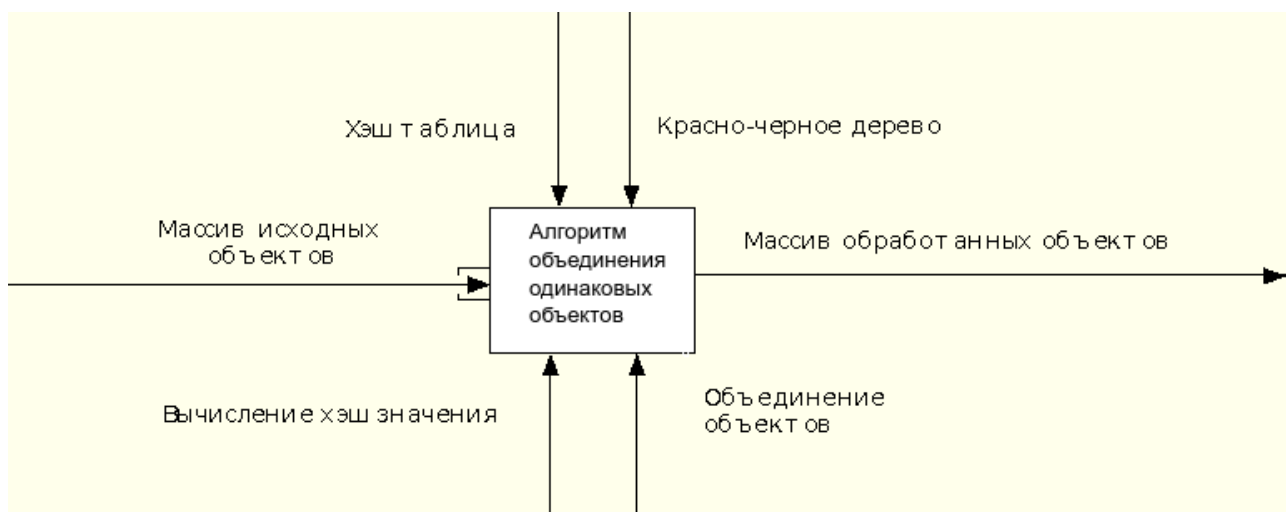 Хэш таблица
Красно-черное дерево
Массив исходных
объектов
Алгоритм
объединения
одинаковых
объектов
Массив обработанных объектов
Вычисление хэш значения
Объединение
объектов